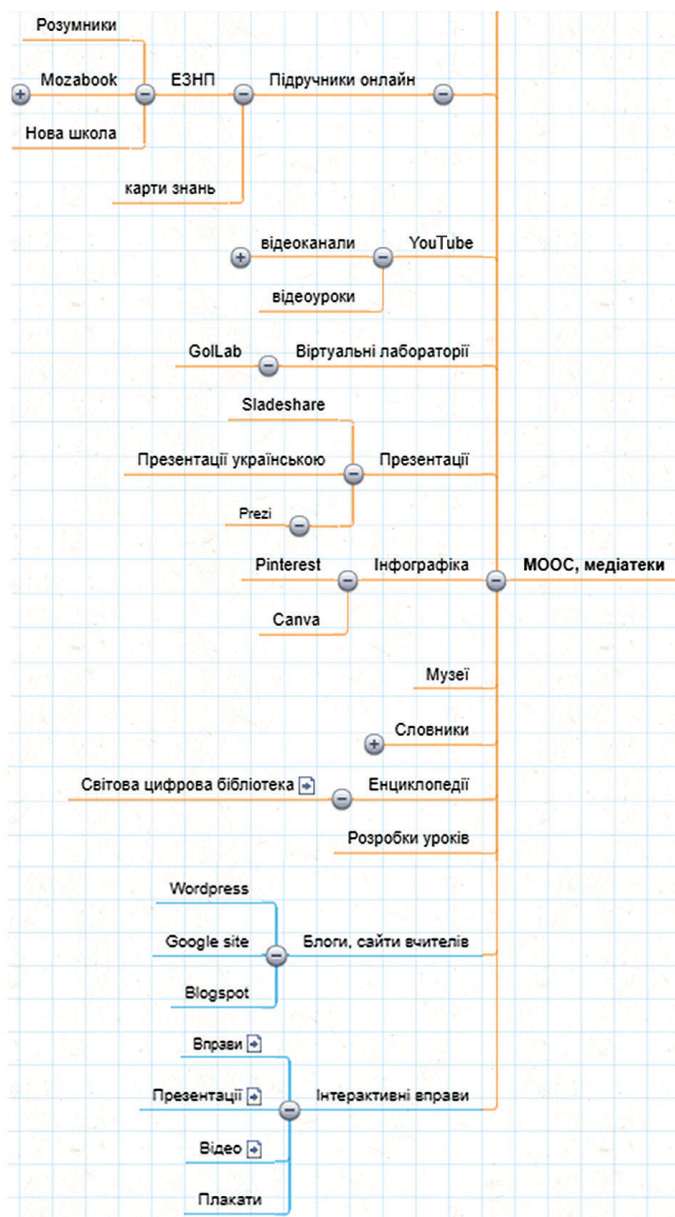 Розумники
Mozabook
ЕЗНП
Підручники онлайн
Нова школа
карти знань
відеоканали
YouTube
відеоуроки
GolLab
Віртуальні лабораторії
Sladeshare
Презентації українською
Презентації
Prezi
Pinterest
Інфографіка
МООС, медіатеки
Canva
Музеї
Словники
Світова цифрова бібліотека
Енциклопедії
Розробки уроків
Wordpress
Google site
Блоги, сайти вчителів
Blogspot
Вправи
Презентації
Інтерактивні вправи
Відео
Плакати